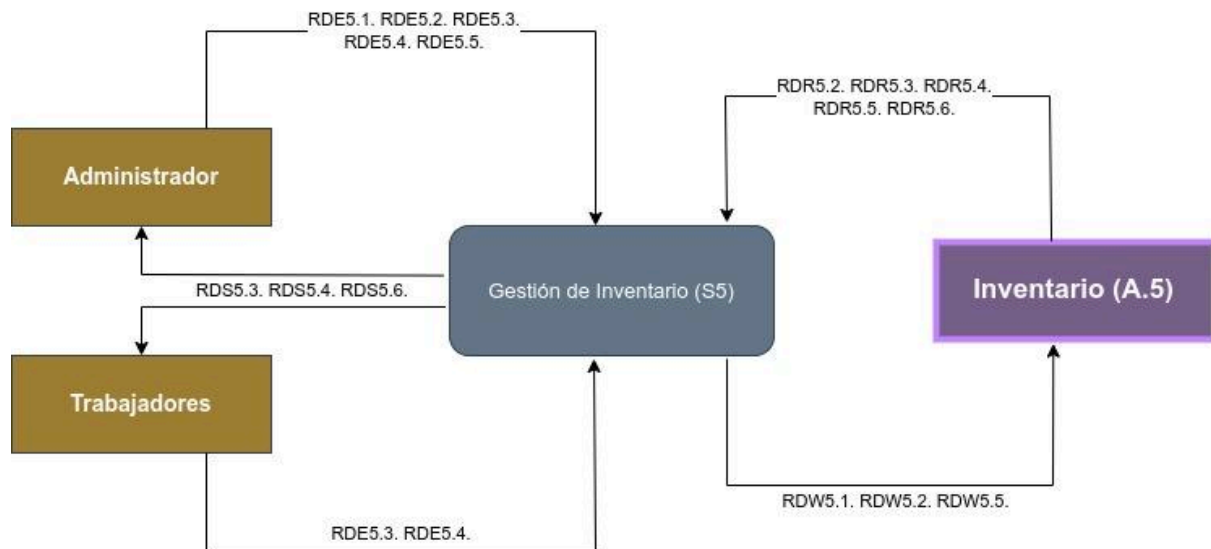 RDE5.1. RDE5.2. RDE5.3.
RDE5.4. RDE5.5.
RDR5.2. RDR5.3. RDR5.4.
RDR5.5. RDR5.6.
Administrador
RDS5.3. RDS5.4. RDS5.6.
Gestión de Inventario (S5)
Inventario (A.5)
Trabajadores
RDW5.1. RDW5.2. RDW5.5.
RDE5.3. RDE5.4.